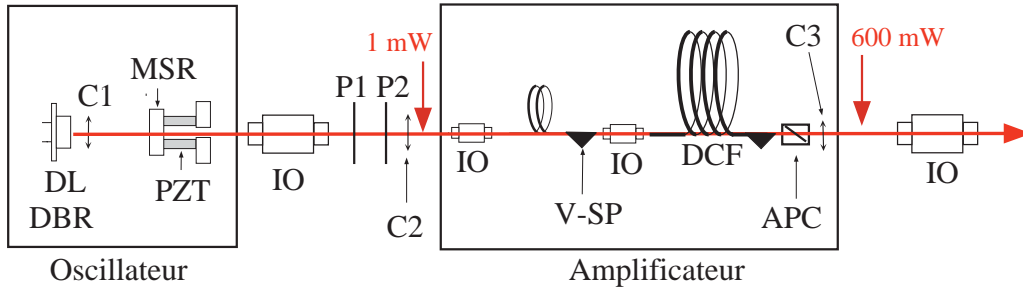 1 mW
C3
600 mW
MSR
C1
P1 P2
DL
DBR
PZT
IO
C2
IO
V-SP
IO
DCF
APC
IO
Oscillateur
Amplificateur